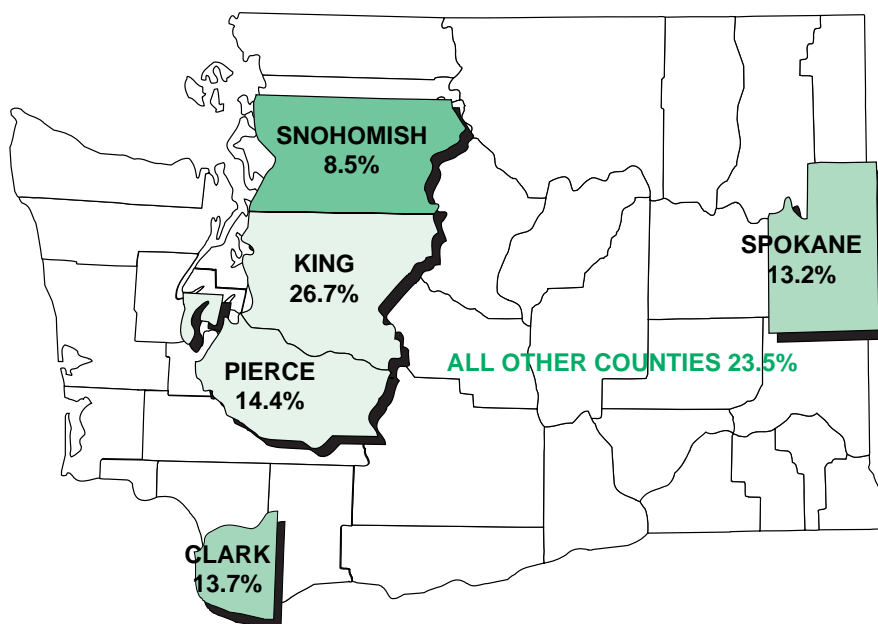 SNOHOMISH
8.5%
KING
26.7%
SPOKANE
13.2%
ALL OTHER COUNTIES 23.5%
PIERCE
14.4%
CLARK
13.7%